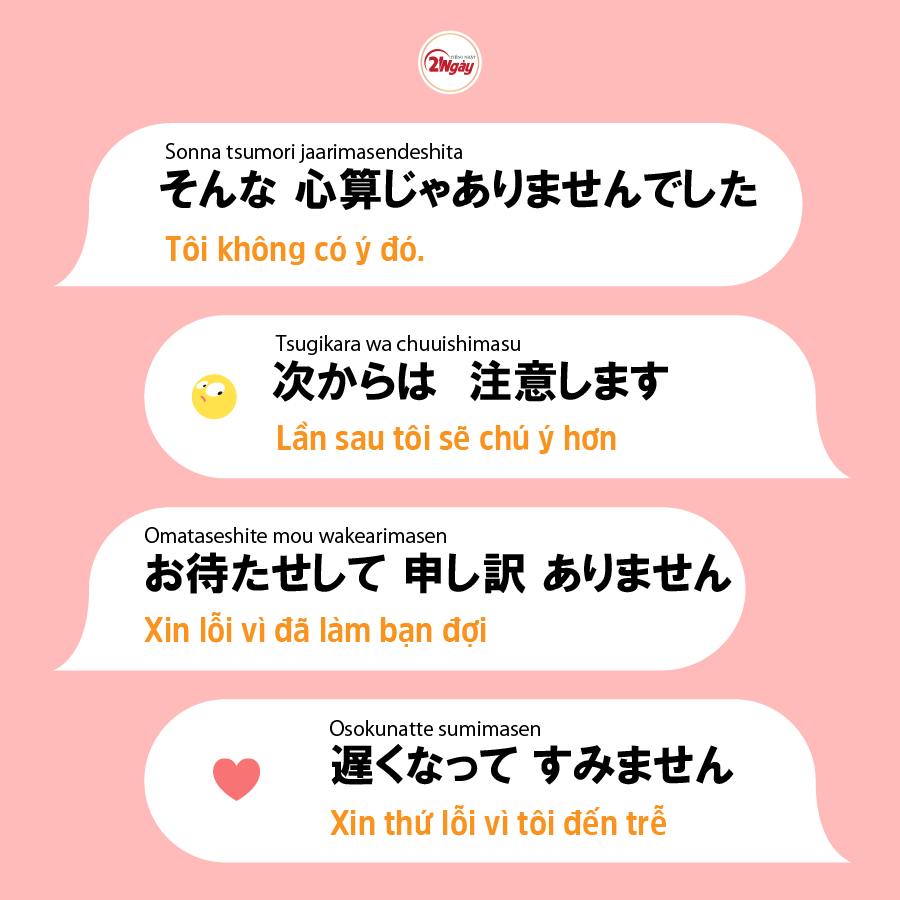 TIẾNG NHẬT
2Ngày
Sonna tsumori jaarimasendeshita
そんな 心算じゃありませんでした
Tôi không có ý đó.
Tsugikara wa chuuishimasu
次からは 注意します
Lần sau tôi sẽ chú ý hơn
Omataseshite mou wakearimasen
お待たせして 申し訳 ありません
Xin lỗi vì đã làm bạn đợi
Osokunatte sumimasen
遅くなって すみません
Xin thứ lỗi vì tôi đến trễ